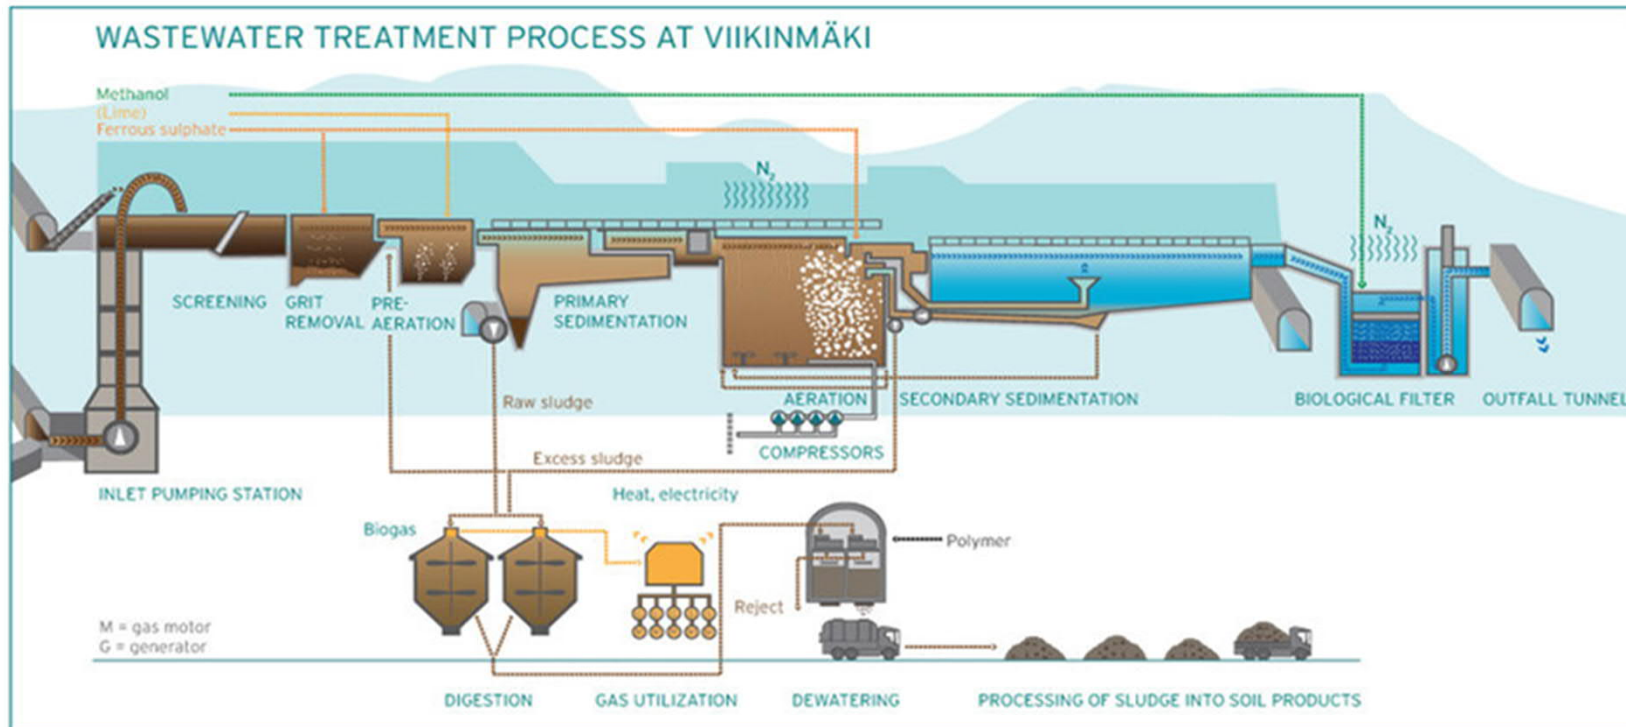 WASTEWATER TREATMENT PROCESS AT VIIKINMÄKI
Methanol
(Lime)
Ferrous sulphate
N₂
N₂
SCREENING
GRIT
REMOVAL
PRE-
AERATION
PRIMARY
SEDIMENTATION
AERATION
SECONDARY SEDIMENTATION
BIOLOGICAL FILTER
OUTFALL TUNNEL
Raw sludge
COMPRESSORS
Excess sludge
INLET PUMPING STATION
Heat, electricity
Biogas
Polymer
Reject
M = gas motor
G = generator
DIGESTION
GAS UTILIZATION
DEWATERING
PROCESSING OF SLUDGE INTO SOIL PRODUCTS